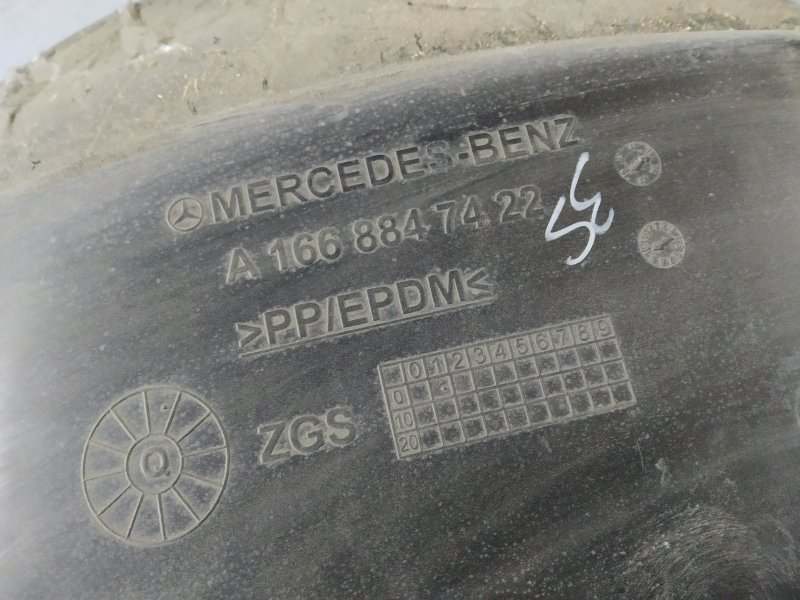 MERCEDES-BENZ
A 166 884 74 22
>PP/EPDM<
0 1 2 3 4 5 6 7 8 9
0
10
20
ZGS
Q